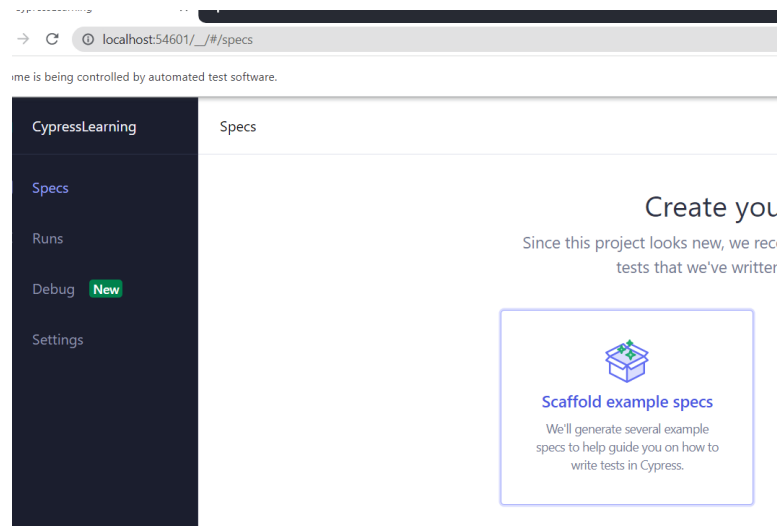 localhost:54601/__/#/specs
me is being controlled by automated test software.
CypressLearning
Specs
Specs
Runs
Debug New
Settings
Create you
Since this project looks new, we rec
tests that we've written
Scaffold example specs
We'll generate several example
specs to help guide you on how to
write tests in Cypress.